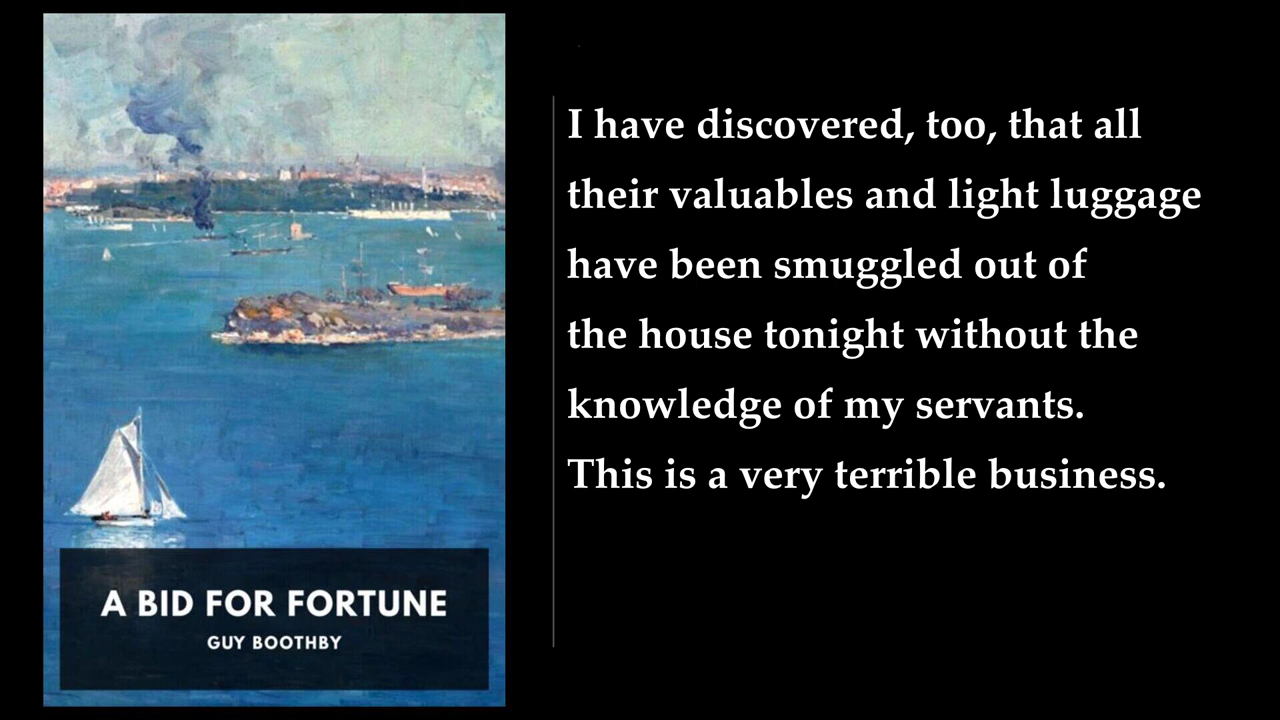 I have discovered, too, that all
their valuables and light luggage
have been smuggled out of
the house tonight without the
knowledge of my servants.
This is a very terrible business.
A BID FOR FORTUNE
GUY BOOTHBY